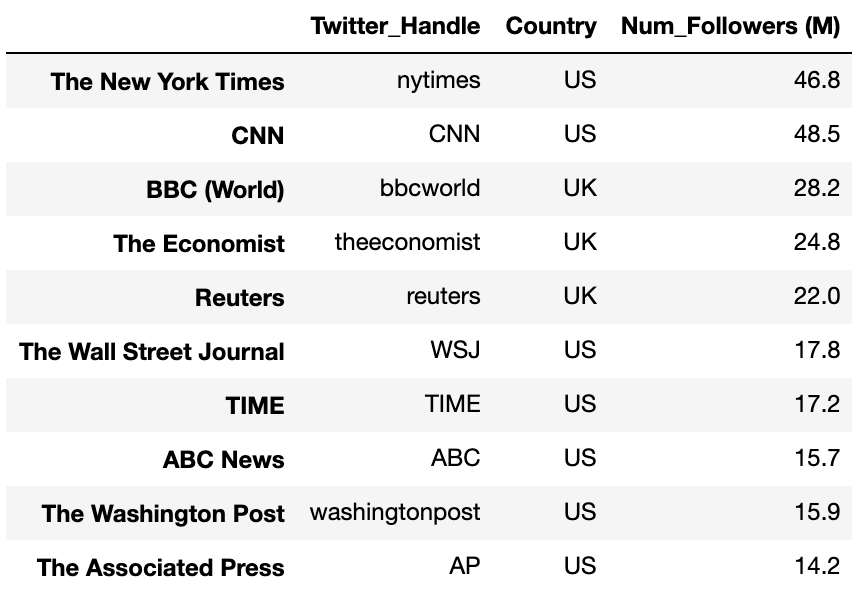 Twitter_Handle Country Num_Followers (M)
The New York Times nytimes US 46.8
CNN CNN US 48.5
BBC (World) bbcworld UK 28.2
The Economist theeconomist UK 24.8
Reuters reuters UK 22.0
The Wall Street Journal WSJ US 17.8
TIME TIME US 17.2
ABC News ABC US 15.7
The Washington Post washingtonpost US 15.9
The Associated Press AP US 14.2